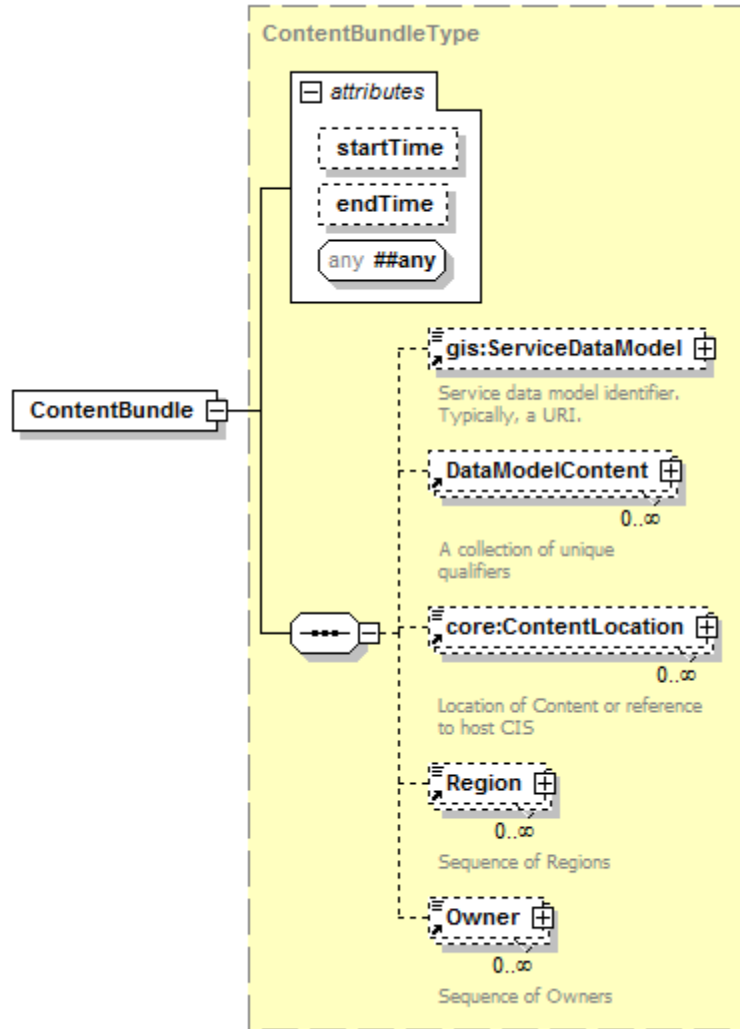 ContentBundleType
attributes
startTime
endTime
any ##any
ContentBundle
gis:ServiceDataModel
Service data model identifier.
Typically, a URI.
DataModelContent
0..∞
A collection of unique
qualifiers
core:ContentLocation
0..∞
Location of Content or reference
to host CIS
Region
0..∞
Sequence of Regions
Owner
0..∞
Sequence of Owners